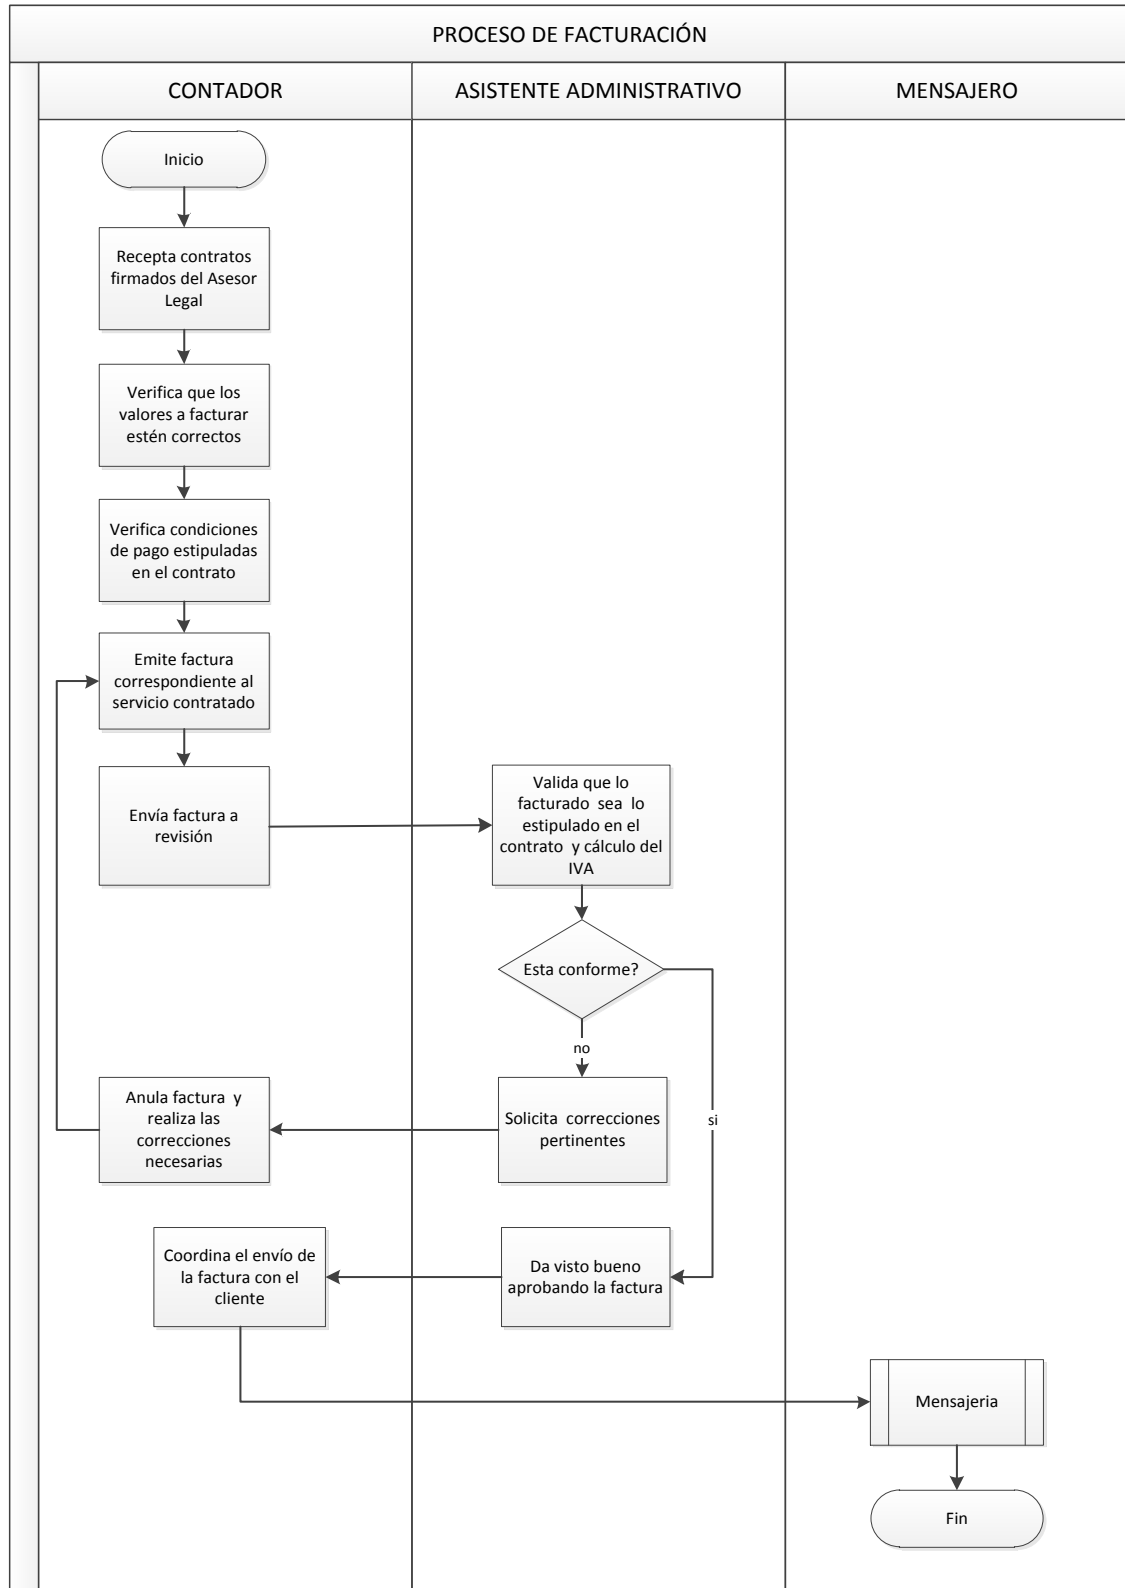 PROCESO DE FACTURACIÓN
CONTADOR
ASISTENTE ADMINISTRATIVO
MENSAJERO
Inicio
Recepta contratos
firmados del Asesor
Legal
Verifica que los
valores a facturar
estén correctos
Verifica condiciones
de pago estipuladas
en el contrato
Emite factura
correspondiente al
servicio contratado
Envía factura a
revisión
Valida que lo
facturado sea lo
estipulado en el
contrato y cálculo del
IVA
Esta conforme?
no
si
Solicita correcciones
pertinentes
Anula factura y
realiza las
correcciones
necesarias
Da visto bueno
aprobando la factura
Coordina el envío de
la factura con el
cliente
Mensajeria
Fin